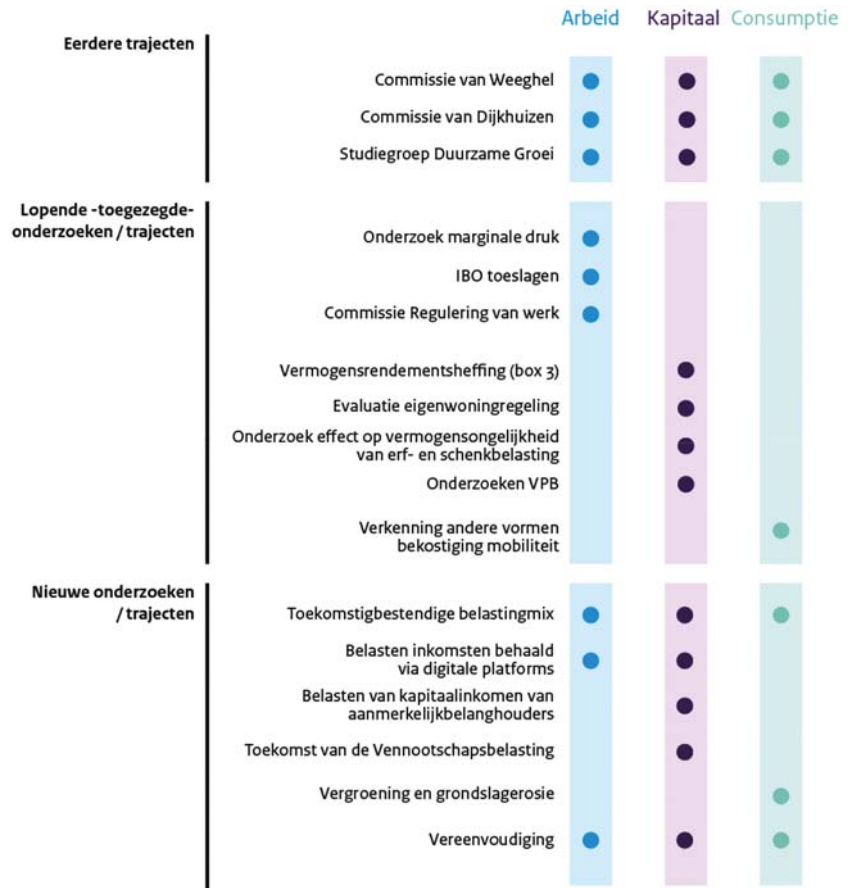 Arbeid Kapitaal Consumptie
Eerdere trajecten
Commissie van Weeghel
Commissie van Dijkhuizen
Studiegroep Duurzame Groei
Lopende -toegezegde-
onderzoeken / trajecten
Onderzoek marginale druk
IBO toeslagen
Commissie Regulering van werk
Vermogensrendementsheffing (box 3)
Evaluatie eigenwoningregeling
Onderzoek effect op vermogensongelijkheid
van erf- en schenkbelasting
Onderzoeken VPB
Verkenning andere vormen
bekostiging mobiliteit
Nieuwe onderzoeken
/ trajecten
Toekomstigbestendige belastingmix
Belasten inkomsten behaald
via digitale platforms
Belasten van kapitaalinkomen van
aanmerkelijkbelanghouders
Toekomst van de Vennootschapsbelasting
Vergroening en grondslagerosie
Vereenvoudiging